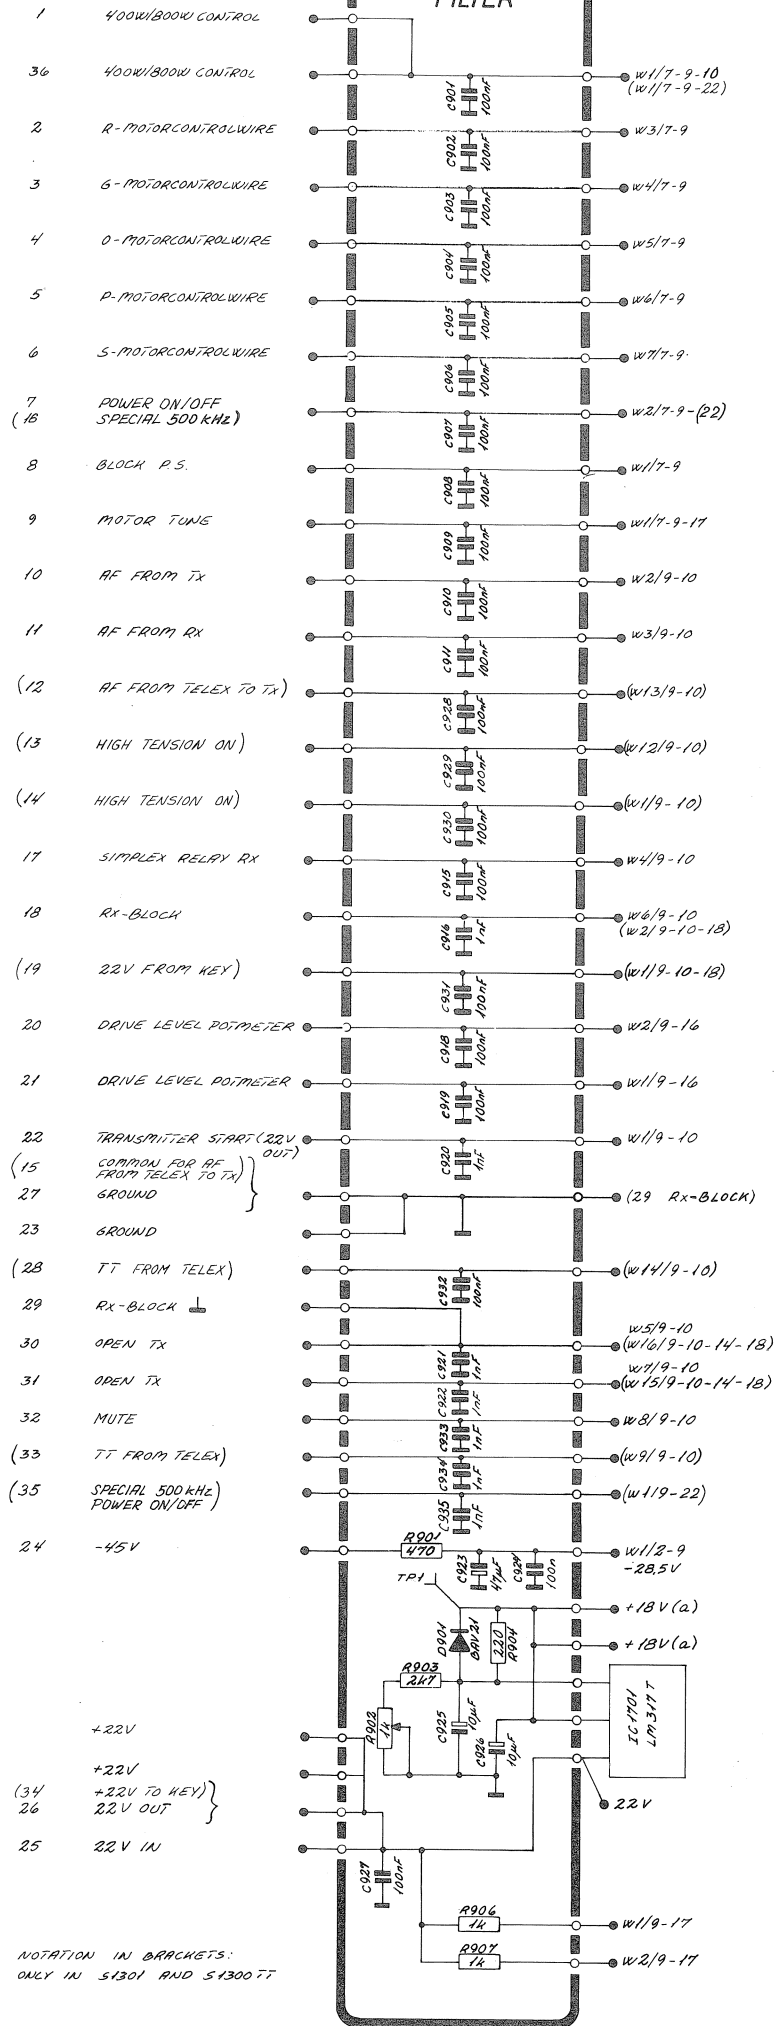 FILTER
1 400W/800W CONTROL
36 400W/800W CONTROL C901 100nF W1/7-9-10
(W1/7-9-22)
2 R-MOTORCONTROLWIRE C902 100nF W3/7-9
3 G-MOTORCONTROLWIRE C903 100nF W4/7-9
4 O-MOTORCONTROLWIRE C904 100nF W5/7-9
5 P-MOTORCONTROLWIRE C905 100nF W6/7-9
6 S-MOTORCONTROLWIRE C906 100nF W7/7-9
7 POWER ON/OFF
(16 SPECIAL 500 kHz) C907 100nF W2/7-9-(22)
8 BLOCK P.S. C908 100nF W1/7-9
9 MOTOR TUNE C909 100nF W1/7-9-17
10 AF FROM TX C910 100nF W2/9-10
11 AF FROM RX C911 100nF W3/9-10
(12 AF FROM TELEX TO TX) C928 100nF (W13/9-10)
(13 HIGH TENSION ON) C929 100nF (W12/9-10)
(14 HIGH TENSION ON) C930 100nF (W1/9-10)
17 SIMPLEX RELAY RX C915 100nF W4/9-10
18 RX-BLOCK C916 1nF W6/9-10
(W2/9-10-18)
(19 22V FROM KEY) C931 100nF (W1/9-10-18)
20 DRIVE LEVEL POTMETER C918 100nF W2/9-16
21 DRIVE LEVEL POTMETER C919 100nF W1/9-16
22 TRANSMITTER START (22V
OUT) C920 1nF W1/9-10
(15 COMMON FOR AF
FROM TELEX TO TX)
27 GROUND (29 RX-BLOCK)
23 GROUND
(28 TT FROM TELEX) C932 100nF (W14/9-10)
29 RX-BLOCK
W5/9-10
30 OPEN TX C921 1nF (W16/9-10-14-18)
W7/9-10
31 OPEN TX C922 1nF (W15/9-10-14-18)
32 MUTE C933 1nF W8/9-10
(33 TT FROM TELEX) C934 1nF (W9/9-10)
(35 SPECIAL 500 kHz)
POWER ON/OFF C935 1nF (W1/9-22)
24 -45V R901 470 C923 47µF C924 100n W1/2-9
-28,5V
TP1
+18V(a)
D901 BAV21 220 R904
+18V(a)
R903
2k7
R902 1k C925 10µF C926 10µF IC1701 LM317T
+22V
+22V
(34 +22V TO KEY)
26 22V OUT
22V
25 22V IN
C927 100nF
R906
1k W1/9-17
R907
1k W2/9-17
NOTATION IN BRACKETS:
ONLY IN S1301 AND S1300TT